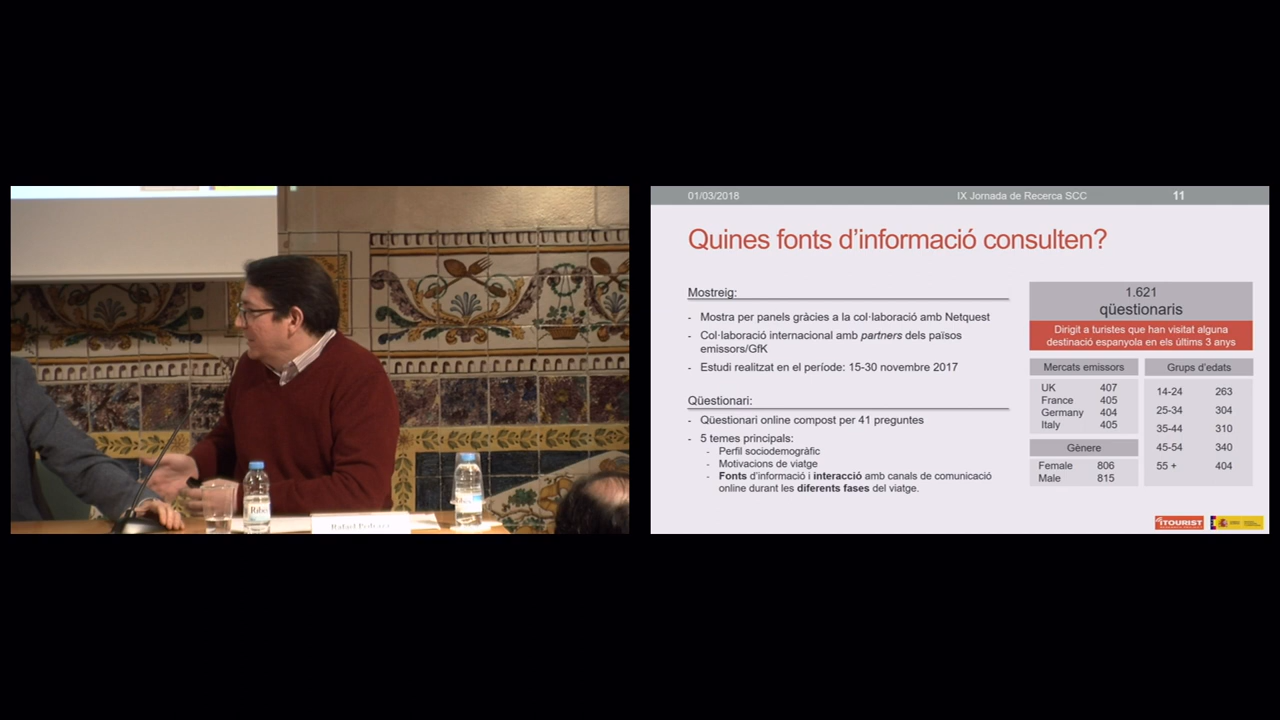 01/03/2018 IX Jornada de Recerca SCC 11
Quines fonts d'informació consulten?
Mostreig:
- Mostra per panels gràcies a la col·laboració amb Netquest
- Col·laboració internacional amb partners dels països
emissors/GfK
- Estudi realitzat en el període: 15-30 novembre 2017
Qüestionari:
- Qüestionari online compost per 41 preguntes
- 5 temes principals:
- Perfil sociodemogràfic
- Motivacions de viatge
- Fonts d'informació i interacció amb canals de comunicació
online durant les diferents fases del viatge.
1.621
qüestionaris
Dirigit a turistes que han visitat alguna
destinació espanyola en els últims 3 anys
Mercats emissors
UK 407
France 405
Germany 404
Italy 405
Gènere
Female 806
Male 815
Grups d'edats
14-24 263
25-34 304
35-44 310
45-54 340
55 + 404
iTOURIST
Rafael